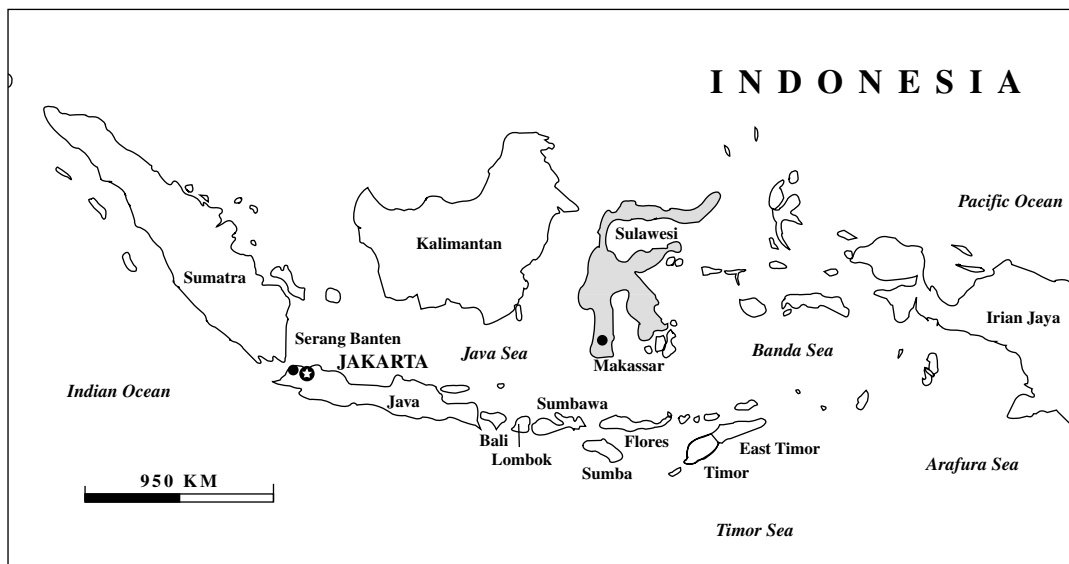 INDONESIA
Pacific Ocean
Sulawesi
Kalimantan
Sumatra
Irian Jaya
Serang Banten
Java Sea
Banda Sea
JAKARTA
Makassar
Indian Ocean
Java
Sumbawa
Bali
Flores
East Timor
Lombok
Sumba
Timor
Arafura Sea
950 KM
Timor Sea